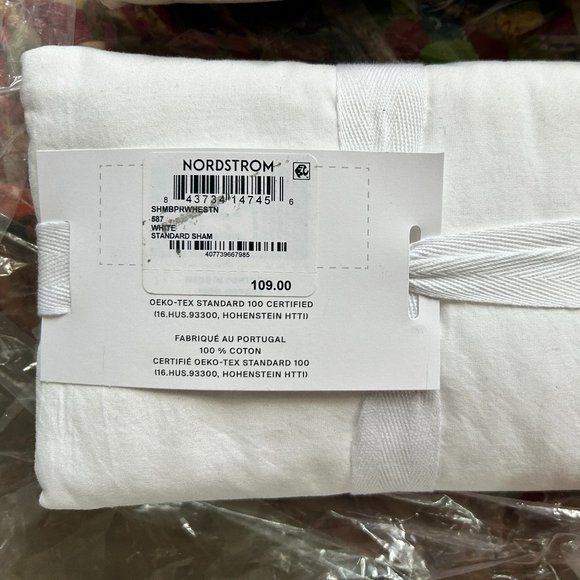 NORDSTROM
8 43734 14745 6
SHMBPRWHESTN
587
WHITE
STANDARD SHAM
407739667985
109.00
OEKO-TEX STANDARD 100 CERTIFIED
(16.HUS.93300, HOHENSTEIN HTTI)
FABRIQUÉ AU PORTUGAL
100 % COTON
CERTIFIÉ OEKO-TEX STANDARD 100
(16.HUS.93300, HOHENSTEIN HTTI)